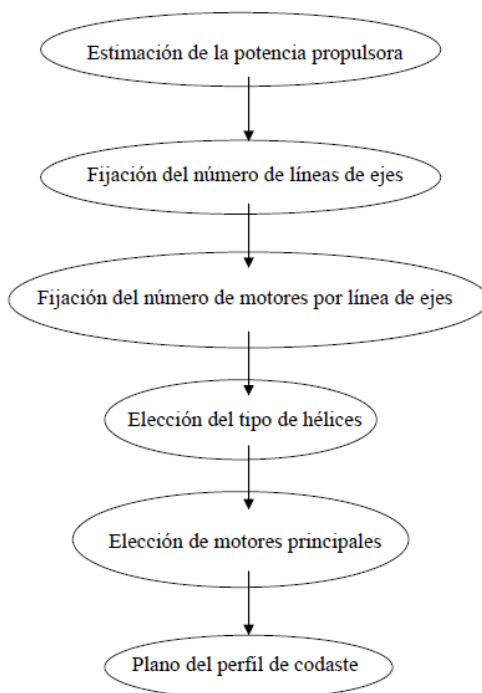 Estimación de la potencia propulsora
Fijación del número de líneas de ejes
Fijación del número de motores por línea de ejes
Elección del tipo de hélices
Elección de motores principales
Plano del perfil de codaste